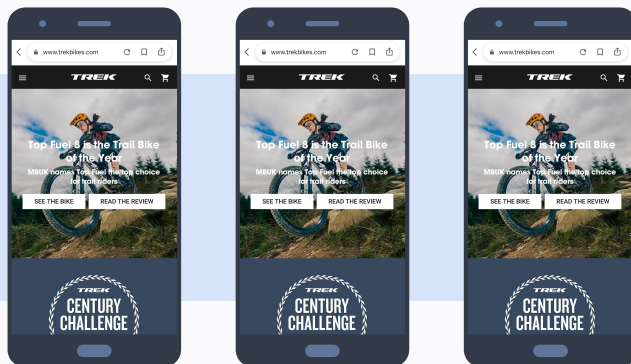 www.trekbikes.com
TREK
Top Fuel 8 is the Trail Bike
of the Year
MBUK names Top Fuel the top choice
for trail riders
SEE THE BIKE
READ THE REVIEW
TREK
CENTURY
CHALLENGE
www.trekbikes.com
TREK
Top Fuel 8 is the Trail Bike
of the Year
MBUK names Top Fuel the top choice
for trail riders
SEE THE BIKE
READ THE REVIEW
TREK
CENTURY
CHALLENGE
www.trekbikes.com
TREK
Top Fuel 8 is the Trail Bike
of the Year
MBUK names Top Fuel the top choice
for trail riders
SEE THE BIKE
READ THE REVIEW
TREK
CENTURY
CHALLENGE